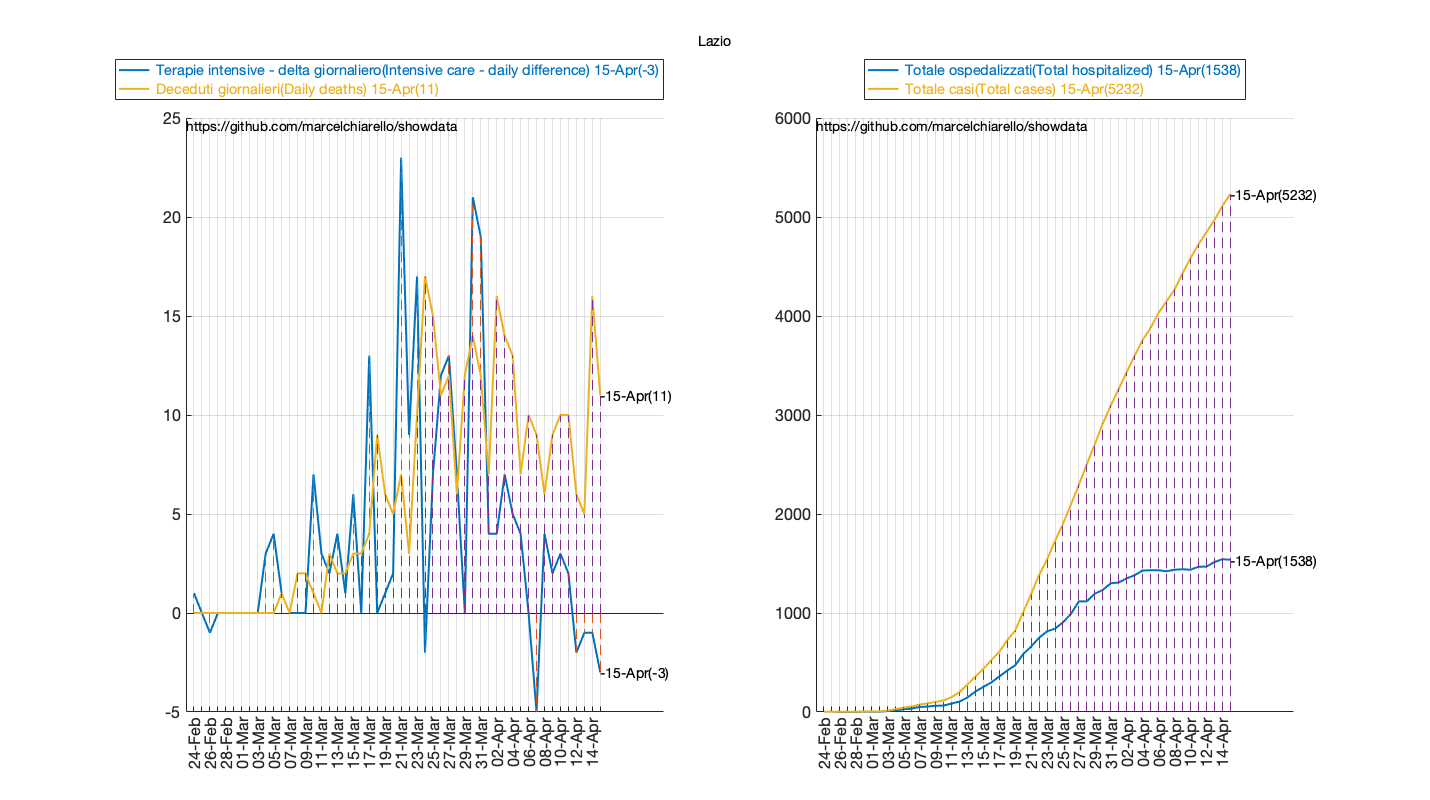 Lazio
Terapie intensive - delta giornaliero(Intensive care - daily difference) 15-Apr(-3)
Deceduti giornalieri(Daily deaths) 15-Apr(11)
25
https://github.com/marcelchiarello/showdata
20
15
-15-Apr(11)
10
5
0
-15-Apr(-3)
-5
24-Feb
26-Feb
28-Feb
01-Mar
03-Mar
05-Mar
07-Mar
09-Mar
11-Mar
13-Mar
15-Mar
17-Mar
19-Mar
21-Mar
23-Mar
25-Mar
27-Mar
29-Mar
31-Mar
02-Apr
04-Apr
06-Apr
08-Apr
10-Apr
12-Apr
14-Apr
Totale ospedalizzati(Total hospitalized) 15-Apr(1538)
Totale casi(Total cases) 15-Apr(5232)
6000
https://github.com/marcelchiarello/showdata
-15-Apr(5232)
5000
4000
3000
2000
-15-Apr(1538)
1000
0
24-Feb
26-Feb
28-Feb
01-Mar
03-Mar
05-Mar
07-Mar
09-Mar
11-Mar
13-Mar
15-Mar
17-Mar
19-Mar
21-Mar
23-Mar
25-Mar
27-Mar
29-Mar
31-Mar
02-Apr
04-Apr
06-Apr
08-Apr
10-Apr
12-Apr
14-Apr